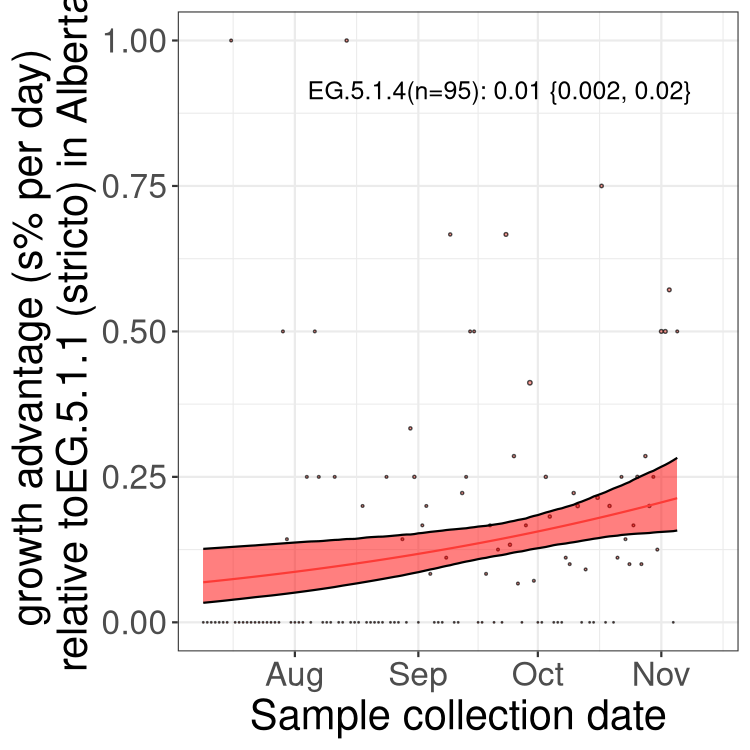 growth advantage (s% per day)
relative toEG.5.1.1 (stricto) in Alberta
1.00
0.75
0.50
0.25
0.00
EG.5.1.4(n=95): 0.01 {0.002, 0.02}
Aug Sep Oct Nov
Sample collection date